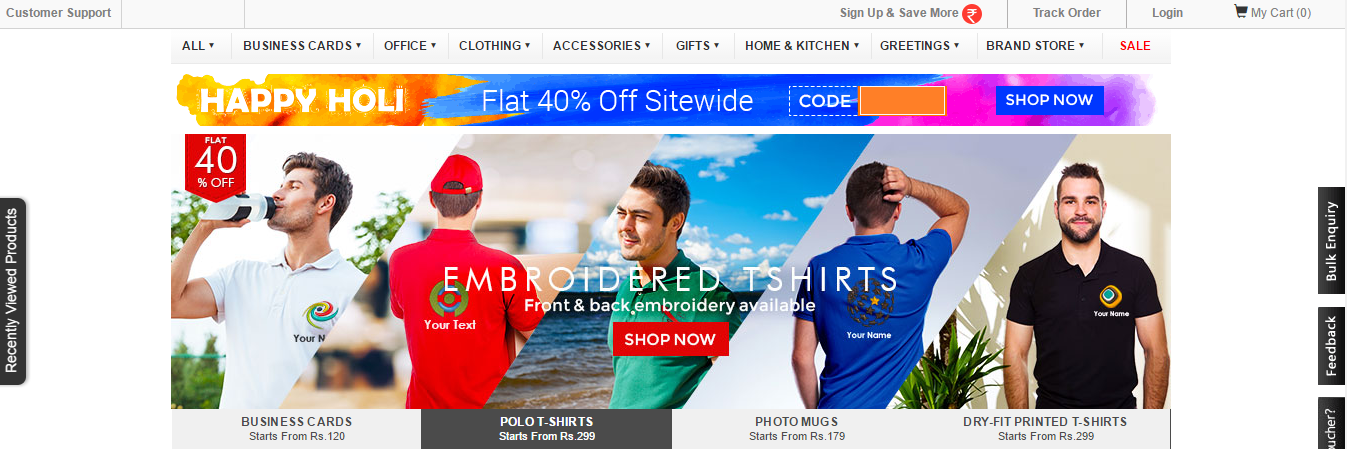 Customer Support
Sign Up & Save More ₹
Track Order
Login
My Cart (0)
ALL ▾
BUSINESS CARDS ▾
OFFICE ▾
CLOTHING ▾
ACCESSORIES ▾
GIFTS ▾
HOME & KITCHEN ▾
GREETINGS ▾
BRAND STORE ▾
SALE
HAPPY HOLI
Flat 40% Off Sitewide
CODE
SHOP NOW
FLAT
40
% OFF
EMBROIDERED TSHIRTS
Front & back embroidery available
SHOP NOW
Your N
Your Text
Your Name
Your Name
BUSINESS CARDS
Starts From Rs.120
POLO T-SHIRTS
Starts From Rs.299
PHOTO MUGS
Starts From Rs.179
DRY-FIT PRINTED T-SHIRTS
Starts From Rs.299
Recently Viewed Products
Bulk Enquiry
Feedback
ucher?